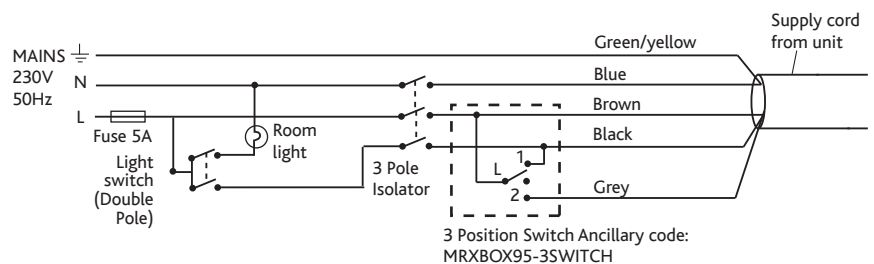 Supply cord
from unit
Green/yellow
MAINS
230V
50Hz
N
Blue
L
Brown
Fuse 5A
Room
light
Black
Light
switch
(Double
Pole)
3 Pole
Isolator
L
1
2
Grey
3 Position Switch Ancillary code:
MRXBOX95-3SWITCH